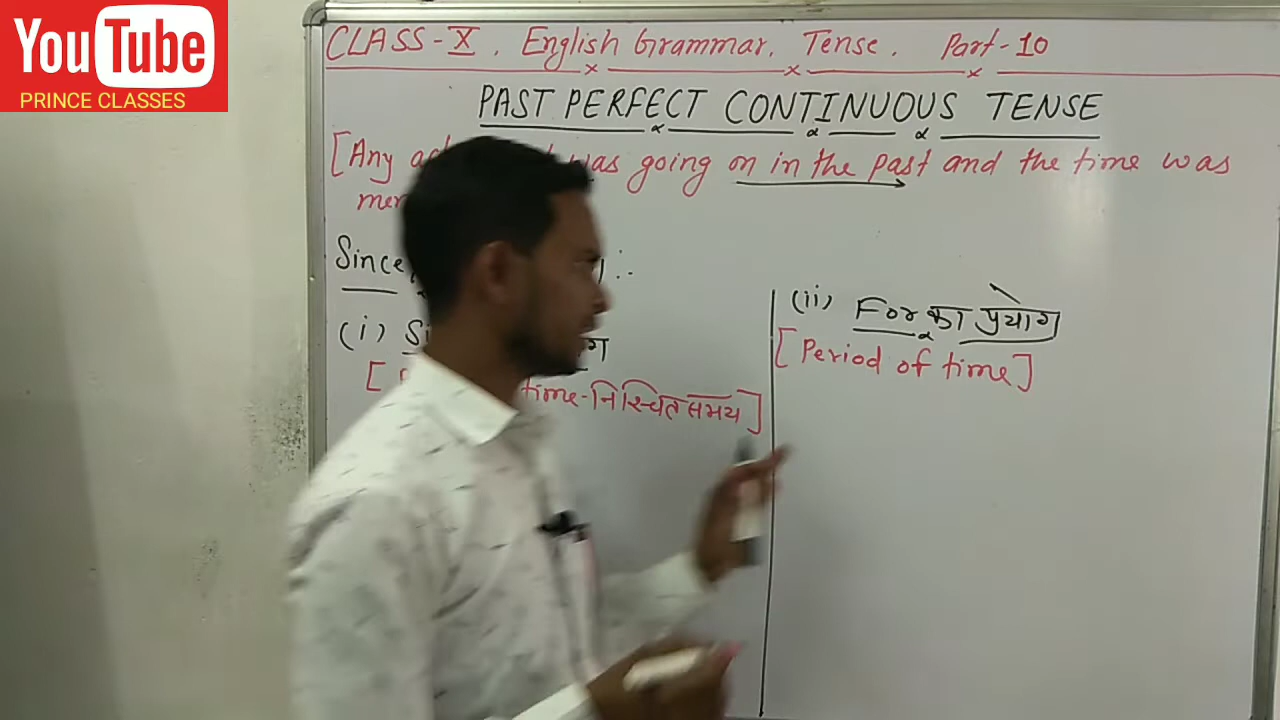 YouTube
PRINCE CLASSES
CLASS-X. English Grammar. Tense. Part-10
PAST PERFECT CONTINUOUS TENSE
[Any was going on in the past and the time was
Since :-
(i)
time-निश्चित समय]
(ii) For का प्रयोग
[Period of time]